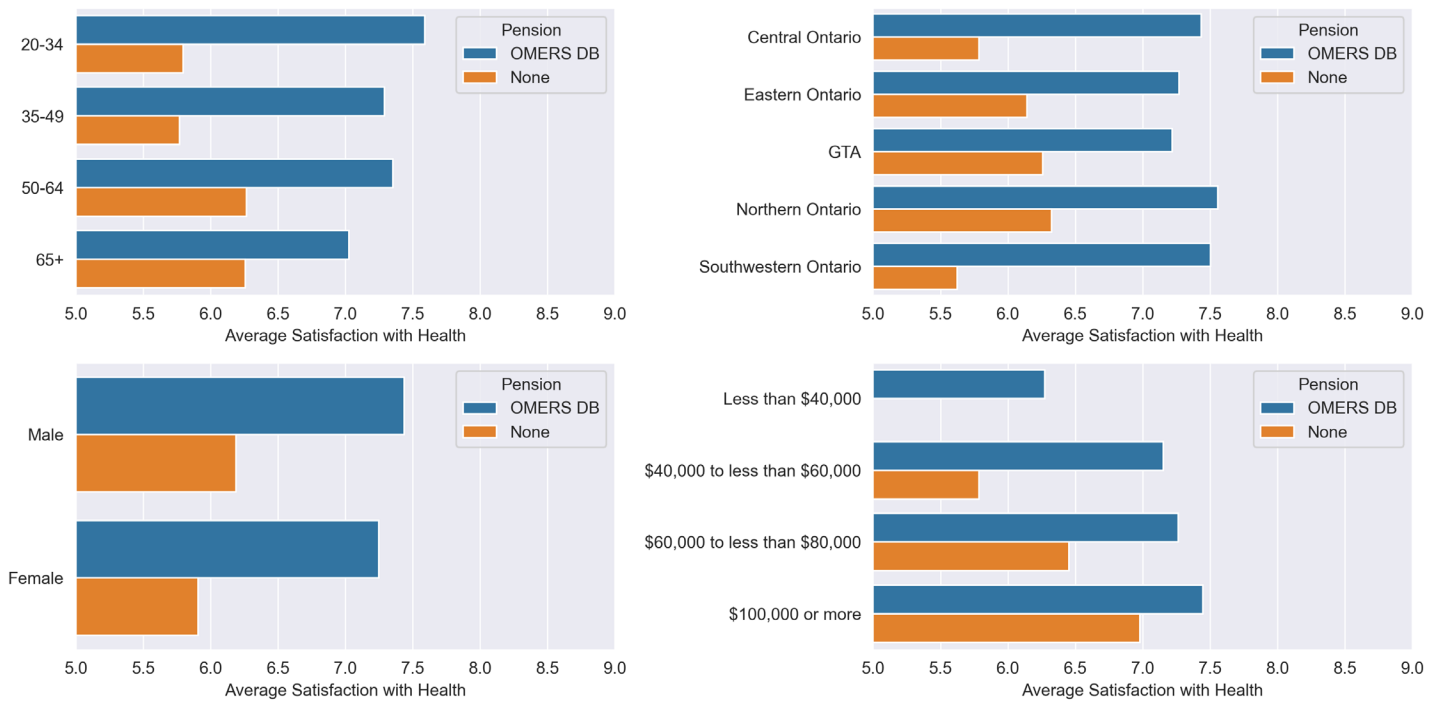 20-34
35-49
50-64
65+
Pension
OMERS DB
None
5.0 5.5 6.0 6.5 7.0 7.5 8.0 8.5 9.0
Average Satisfaction with Health
Central Ontario
Eastern Ontario
GTA
Northern Ontario
Southwestern Ontario
Pension
OMERS DB
None
5.0 5.5 6.0 6.5 7.0 7.5 8.0 8.5 9.0
Average Satisfaction with Health
Male
Female
Pension
OMERS DB
None
5.0 5.5 6.0 6.5 7.0 7.5 8.0 8.5 9.0
Average Satisfaction with Health
Less than $40,000
$40,000 to less than $60,000
$60,000 to less than $80,000
$100,000 or more
Pension
OMERS DB
None
5.0 5.5 6.0 6.5 7.0 7.5 8.0 8.5 9.0
Average Satisfaction with Health